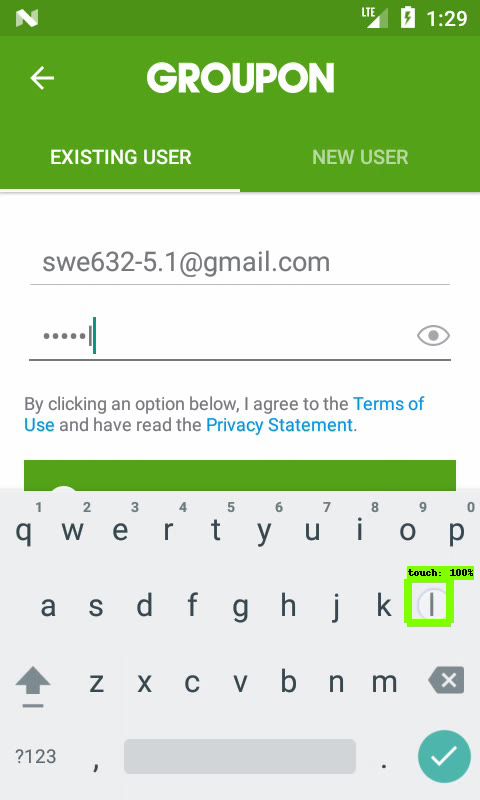 LTE 1:29
GROUPON
EXISTING USER NEW USER
swe632-5.1@gmail.com
•••••l
By clicking an option below, I agree to the Terms of
Use and have read the Privacy Statement.
1 2 3 4 5 6 7 8 9 0
q w e r t y u i o p
touch: 100%
a s d f g h j k l
z x c v b n m
?123 , .